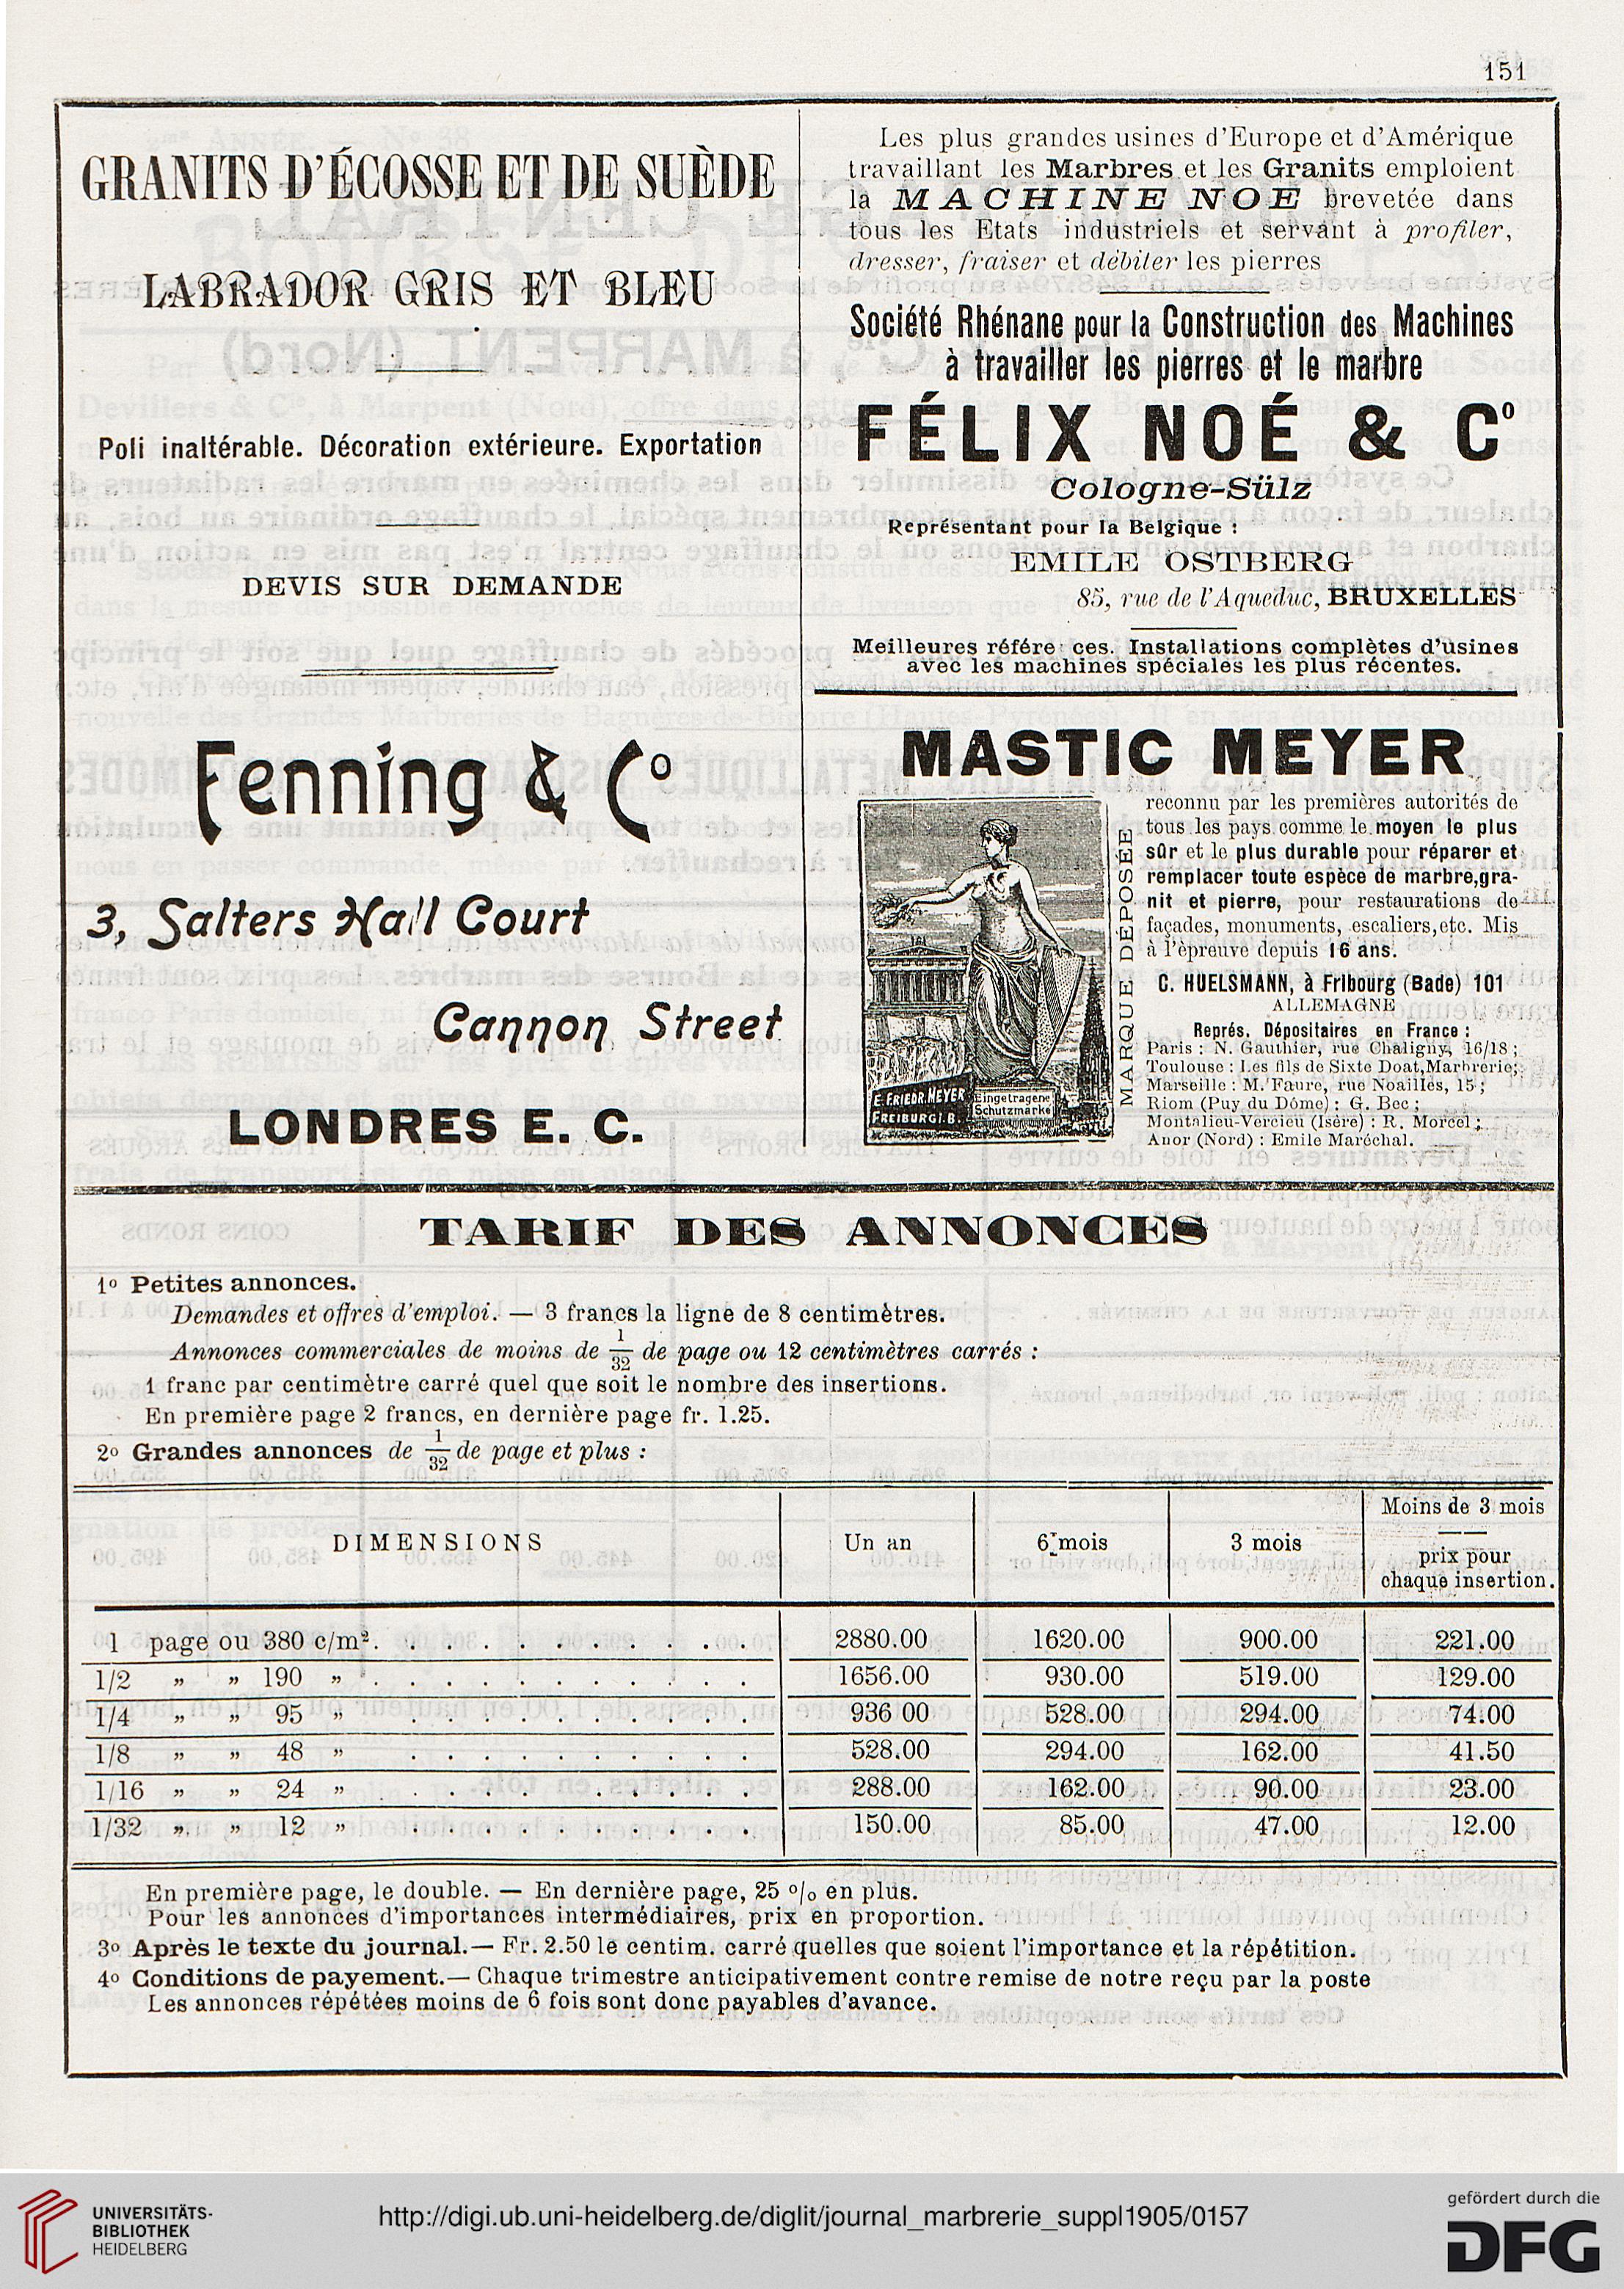 151
GRANITS D'ÉCOSSE ET DE SUÈDE
LABRADOR GRIS ET BLEU
Poli inaltérable. Décoration extérieure. Exportation
DEVIS SUR DEMANDE
Fenning & Cº
3, Salters Hall Court
Cannon Street
LONDRES E. C.
Les plus grandes usines d'Europe et d'Amérique
travaillant les Marbres et les Granits emploient
la MACHINE NOE brevetée dans
tous les Etats industriels et servant à profiler,
dresser, fraiser et débiter les pierres
Société Rhénane pour la Construction des Machines
à travailler les pierres et le marbre
FÉLIX NOÉ & Cº
Cologne-Sülz
Représentant pour la Belgique :
EMILE OSTBERG
85, rue de l'Aqueduc, BRUXELLES
Meilleures référe ces. Installations complètes d'usines
avec les machines spéciales les plus récentes.
MASTIC MEYER
E. FRIEDR. MEYER
FREIBURG I. B.
Eingetragene
Schutzmarke
MARQUE DÉPOSÉE
reconnu par les premières autorités de
tous les pays comme le moyen le plus
sûr et le plus durable pour réparer et
remplacer toute espèce de marbre,gra-
nit et pierre, pour restaurations de
façades, monuments, escaliers,etc. Mis
à l'épreuve depuis 16 ans.
C. HUELSMANN, à Fribourg (Bade) 101
ALLEMAGNE
Représ. Dépositaires en France :
Paris : N. Gauthier, rue Chaligny, 16/18 ;
Toulouse : Les fils de Sixte Doat, Marbrerie;
Marseille : M. Faure, rue Noailles, 15 ;
Riom (Puy du Dôme) : G. Bec ;
Montalieu-Vercieu (Isère) : R. Morcel ;
Anor (Nord) : Emile Maréchal.
TARIF DES ANNONCES
1º Petites annonces.
Demandes et offres d'emploi. — 3 francs la ligne de 8 centimètres.
Annonces commerciales de moins de 1/32 de page ou 12 centimètres carrés :
1 franc par centimètre carré quel que soit le nombre des insertions.
En première page 2 francs, en dernière page fr. 1.25.
2º Grandes annonces de 1/32 de page et plus :
DIMENSIONS Un an 6 mois 3 mois Moins de 3 mois
prix pour
chaque insertion.
1 page ou 380 c/m². . . . . . . . . . . 2880.00 1620.00 900.00 221.00
1/2 » » 190 » . . . . . . . . . . . 1656.00 930.00 519.00 129.00
1/4 » » 95 » . . . . . . . . . . 936 00 528.00 294.00 74.00
1/8 » » 48 » . . . . . . . . . . 528.00 294.00 162.00 41.50
1/16 » » 24 » . . . . . . . . . . 288.00 162.00 90.00 23.00
1/32 » » 12 » . . . . . . . . . . 150.00 85.00 47.00 12.00
En première page, le double. — En dernière page, 25 º/o en plus.
Pour les annonces d'importances intermédiaires, prix en proportion.
3º Après le texte du journal.— Fr. 2.50 le centim. carré quelles que soient l'importance et la répétition.
4º Conditions de payement.— Chaque trimestre anticipativement contre remise de notre reçu par la poste
Les annonces répétées moins de 6 fois sont donc payables d'avance.
UNIVERSITÄTS-
BIBLIOTHEK
HEIDELBERG
http://digi.ub.uni-heidelberg.de/diglit/journal_marbrerie_suppl1905/0157
gefördert durch die
DFG